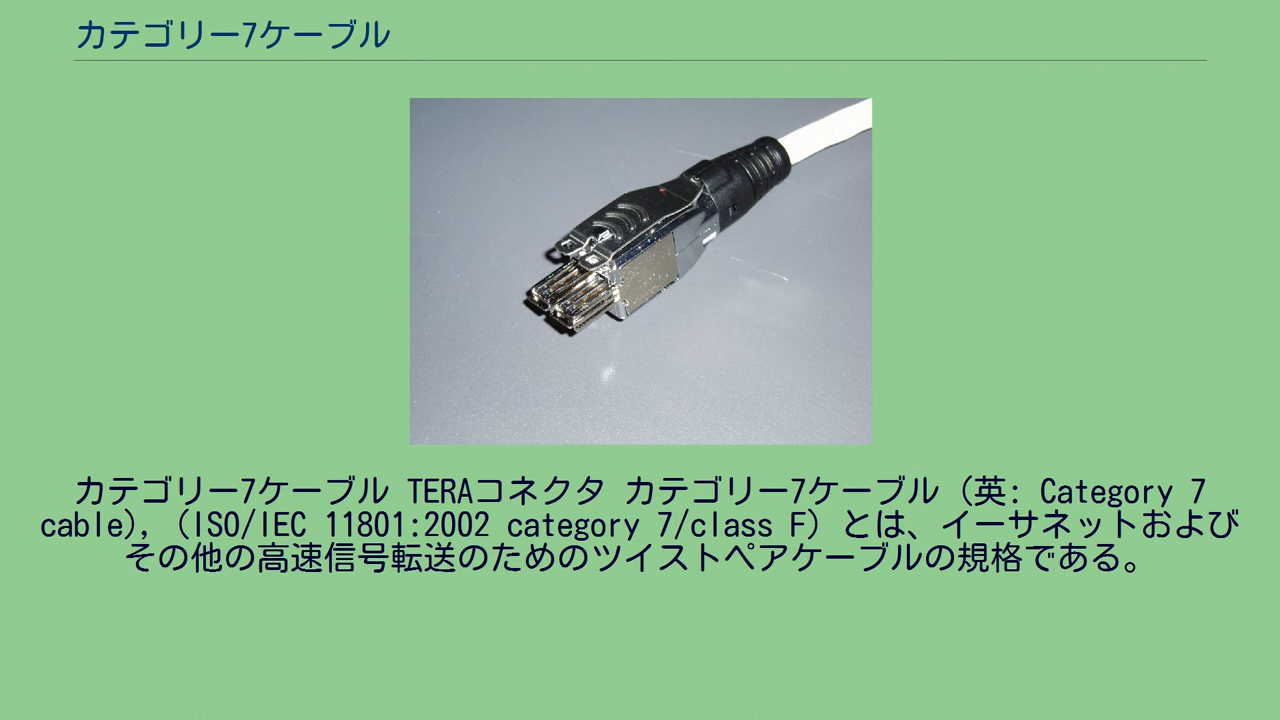 カテゴリー7ケーブル
カテゴリー7ケーブル TERAコネクタ カテゴリー7ケーブル（英: Category 7
cable），（ISO/IEC 11801:2002 category 7/class F）とは、イーサネットおよび
その他の高速信号転送のためのツイストペアケーブルの規格である。